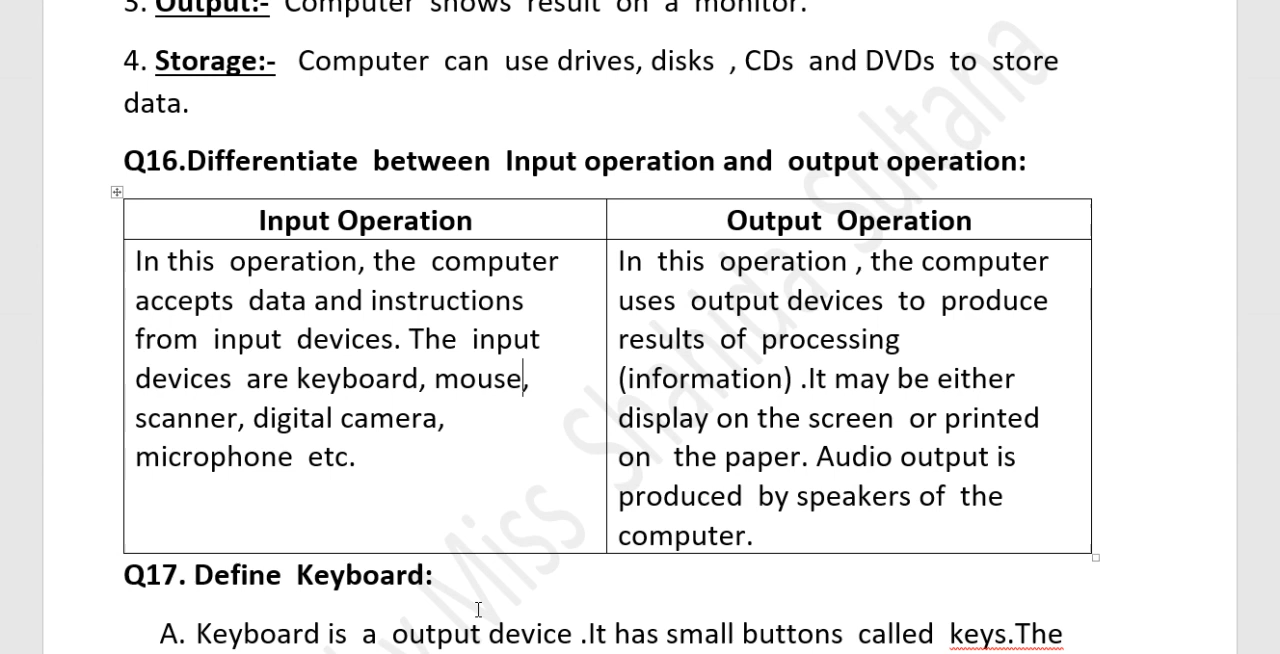 3. Output:- Computer shows result on a monitor.
4. Storage:- Computer can use drives, disks , CDs and DVDs to store
data.
Q16.Differentiate between Input operation and output operation:
Input Operation
In this operation, the computer
accepts data and instructions
from input devices. The input
devices are keyboard, mouse,
scanner, digital camera,
microphone etc.
Output Operation
In this operation , the computer
uses output devices to produce
results of processing
(information) .It may be either
display on the screen or printed
on the paper. Audio output is
produced by speakers of the
computer.
Q17. Define Keyboard:
A. Keyboard is a output device .It has small buttons called keys.The
Miss Shahida Sultana